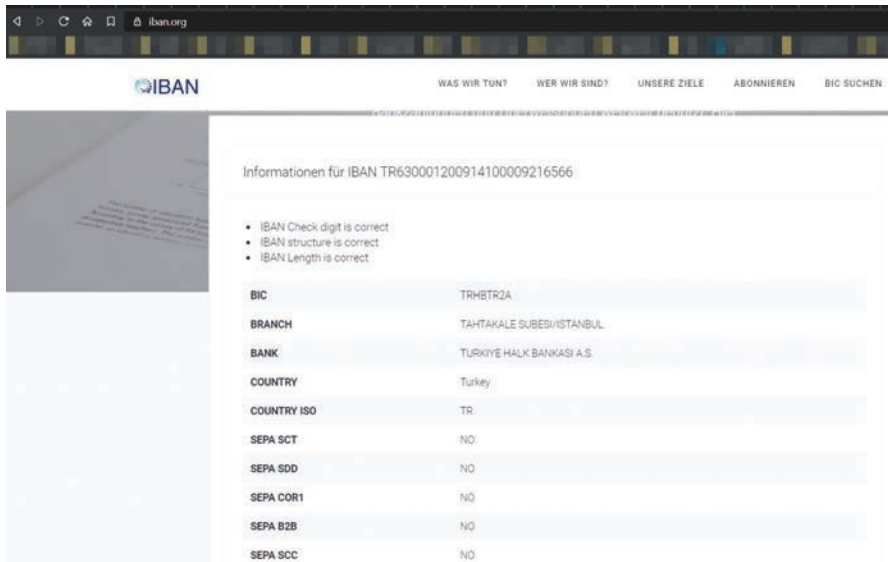 iban.org
IBAN
WAS WIR TUN? WER WIR SIND? UNSERE ZIELE ABONNIEREN BIC SUCHEN
Informationen für IBAN TR630001200914100009216566
IBAN Check digit is correct
IBAN structure is correct
IBAN Length is correct
BIC TRHBTR2A
BRANCH TAHTAKALE SUBESI/ISTANBUL
BANK TURKIYE HALK BANKASI A.S.
COUNTRY Turkey
COUNTRY ISO TR
SEPA SCT NO
SEPA SDD NO
SEPA COR1 NO
SEPA B2B NO
SEPA SCC NO